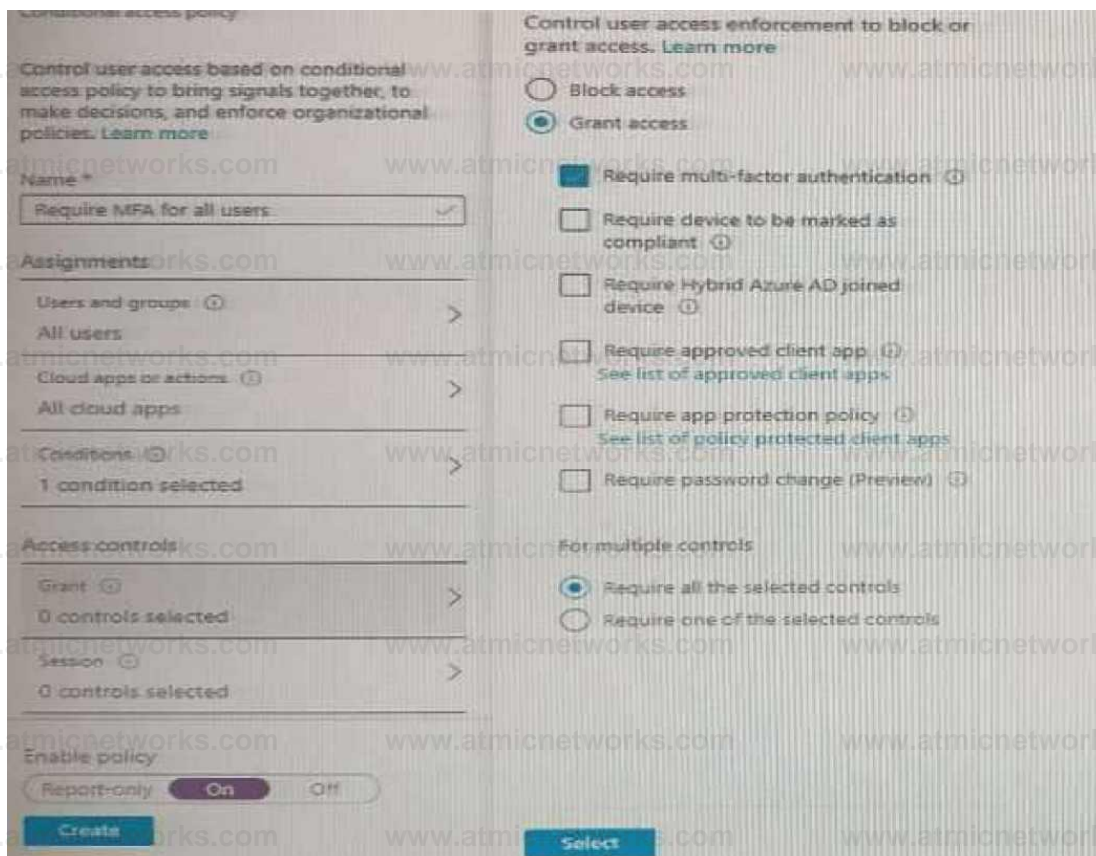 Conditional access policy
Control user access based on conditional
access policy to bring signals together, to
make decisions, and enforce organizational
policies. Learn more
Name *
Require MFA for all users
Assignments
Users and groups
All users
Cloud apps or actions
All cloud apps
Conditions
1 condition selected
Access controls
Grant
0 controls selected
Session
0 controls selected
Enable policy
Report-only On Off
Create
Control user access enforcement to block or
grant access. Learn more
Block access
Grant access
Require multi-factor authentication
Require device to be marked as
compliant
Require Hybrid Azure AD joined
device
Require approved client app
See list of approved client apps
Require app protection policy
See list of policy protected client apps
Require password change (Preview)
For multiple controls
Require all the selected controls
Require one of the selected controls
Select
www.atmicnetworks.com